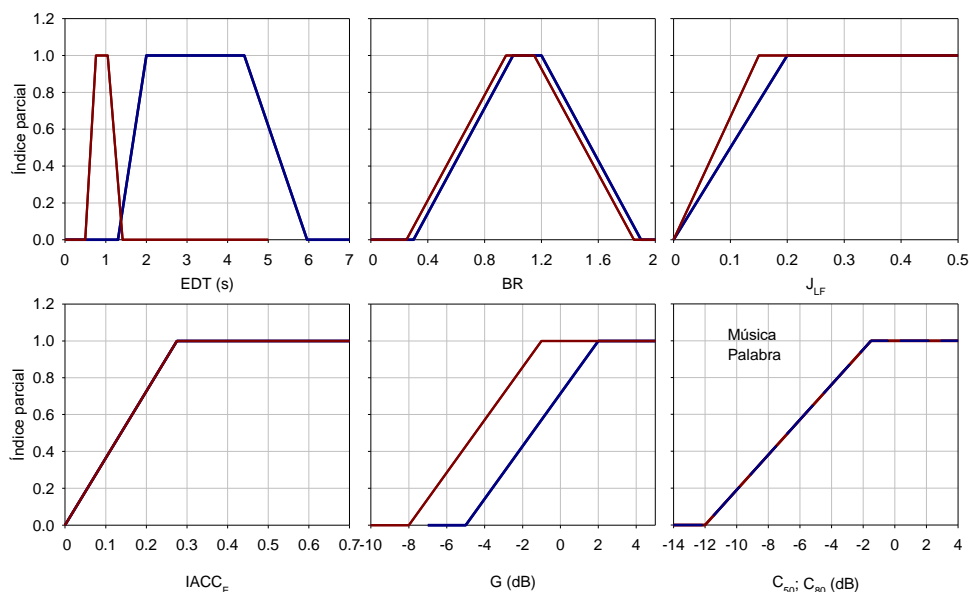 1.2
1.0
0.8
0.6
0.4
0.2
0.0
Índice parcial
0 1 2 3 4 5 6 7
EDT (s)
0 0.4 0.8 1.2 1.6 2
BR
0 0.1 0.2 0.3 0.4 0.5
J_LF
1.2
1.0
0.8
0.6
0.4
0.2
0.0
Índice parcial
0 0.1 0.2 0.3 0.4 0.5 0.6 0.7
IACC_E
-10 -8 -6 -4 -2 0 2 4
G (dB)
Música
Palabra
-14 -12 -10 -8 -6 -4 -2 0 2 4
C50; C80 (dB)